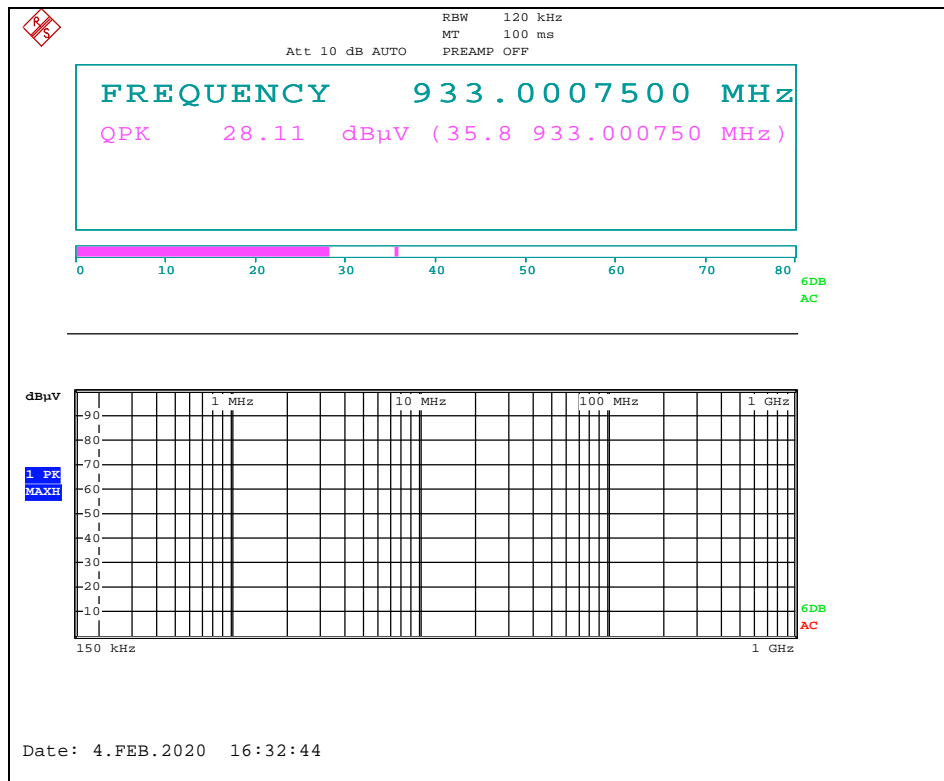 R S
RBW 120 kHz
MT 100 ms
Att 10 dB AUTO PREAMP OFF
FREQUENCY 933.0007500 MHz
QPK 28.11 dBµV (35.8 933.000750 MHz)
0 10 20 30 40 50 60 70 80
6DB
AC
dBµV
1 MHz 10 MHz 100 MHz 1 GHz
90
80
70
1 PK
MAXH
60
50
40
30
20
10
6DB
AC
150 kHz 1 GHz
Date: 4.FEB.2020 16:32:44